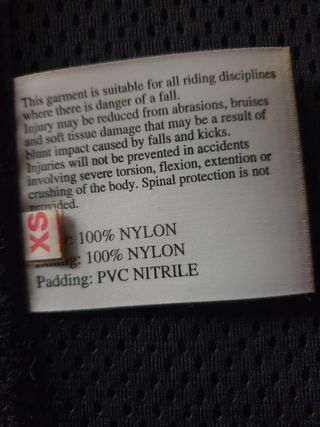 This garment is suitable for all riding disciplines
where there is danger of a fall.
Injury may be reduced from abrasions, bruises
and soft tissue damage that may be a result of
blunt impact caused by falls and kicks.
Injuries will not be prevented in accidents
involving severe torsion, flexion, extention or
crushing of the body. Spinal protection is not
provided.
XS
100% NYLON
100% NYLON
Padding: PVC NITRILE